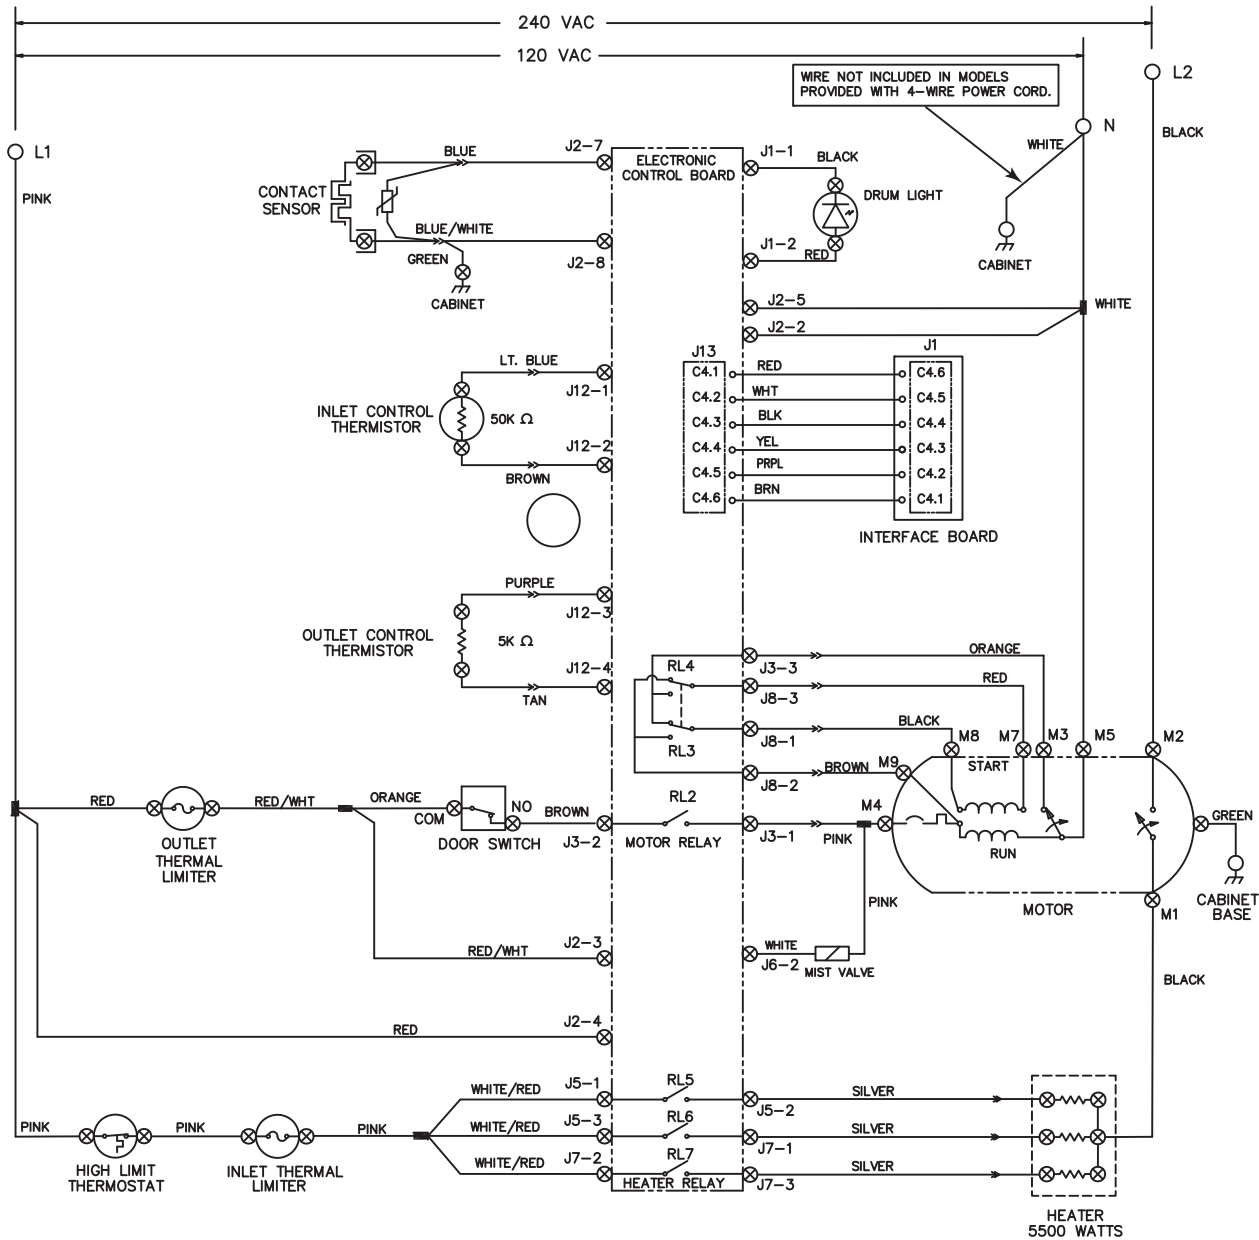 240 VAC
120 VAC
WIRE NOT INCLUDED IN MODELS
PROVIDED WITH 4-WIRE POWER CORD.
L2
N
BLACK
WHITE
L1
PINK
CONTACT
SENSOR
BLUE
J2-7
BLUE/WHITE
GREEN
J2-8
CABINET
ELECTRONIC
CONTROL BOARD
J1-1
BLACK
DRUM LIGHT
J1-2
RED
CABINET
J2-5
WHITE
J2-2
LT. BLUE
J12-1
INLET CONTROL
THERMISTOR
50K Ω
J12-2
BROWN
J13
J1
C4.1
RED
C4.6
C4.2
WHT
C4.5
C4.3
BLK
C4.4
C4.4
YEL
C4.3
C4.5
PRPL
C4.2
C4.6
BRN
C4.1
INTERFACE BOARD
PURPLE
J12-3
OUTLET CONTROL
THERMISTOR
5K Ω
J12-4
TAN
RL4
J3-3
ORANGE
J8-3
RED
RL3
J8-1
BLACK
J8-2
BROWN
M9
M8
M7
M3
M5
M2
START
RED
RED/WHT
ORANGE
COM
NO
BROWN
J3-2
RL2
MOTOR RELAY
J3-1
PINK
M4
RUN
GREEN
OUTLET
THERMAL
LIMITER
DOOR SWITCH
PINK
MOTOR
M1
CABINET
BASE
RED/WHT
J2-3
WHITE
J6-2
MIST VALVE
BLACK
RED
J2-4
WHITE/RED
J5-1
RL5
J5-2
SILVER
PINK
PINK
PINK
WHITE/RED
J5-3
RL6
J7-1
SILVER
WHITE/RED
J7-2
RL7
J7-3
SILVER
HIGH LIMIT
THERMOSTAT
INLET THERMAL
LIMITER
HEATER RELAY
HEATER
5500 WATTS